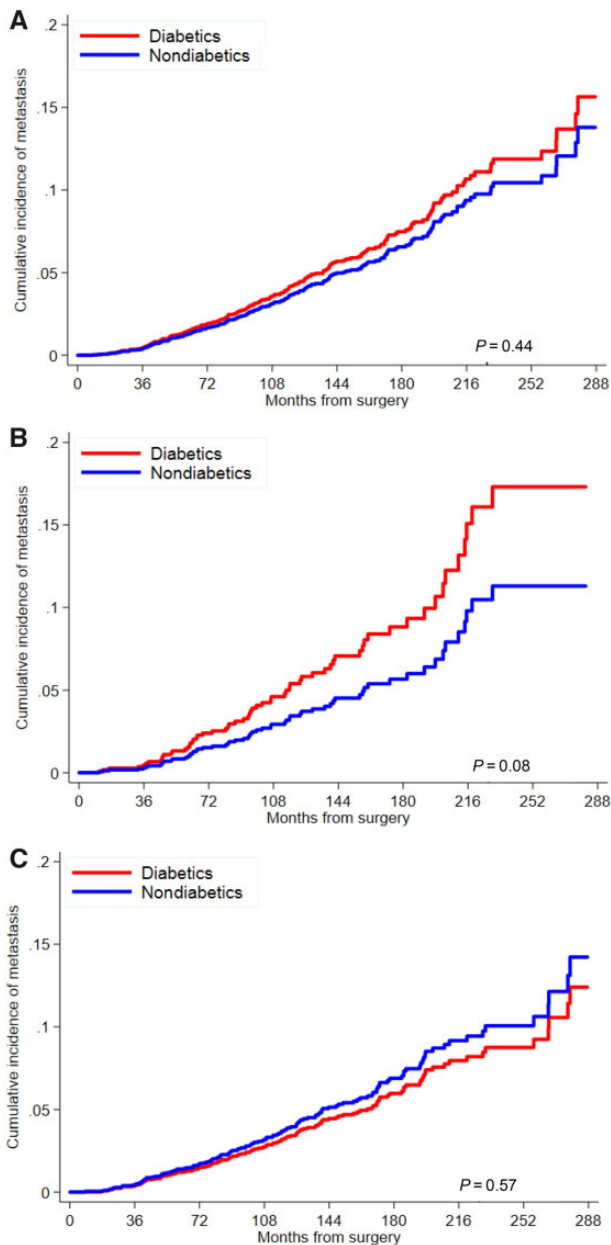 A
Diabetics
Nondiabetics
Cumulative incidence of metastasis
.2
.15
.1
.05
0
P = 0.44
0 36 72 108 144 180 216 252 288
Months from surgery
B
Diabetics
Nondiabetics
Cumulative incidence of metastasis
.2
.15
.1
.05
0
P = 0.08
0 36 72 108 144 180 216 252 288
Months from surgery
C
Diabetics
Nondiabetics
Cumulative incidence of metastasis
.2
.15
.1
.05
0
P = 0.57
0 36 72 108 144 180 216 252 288
Months from surgery